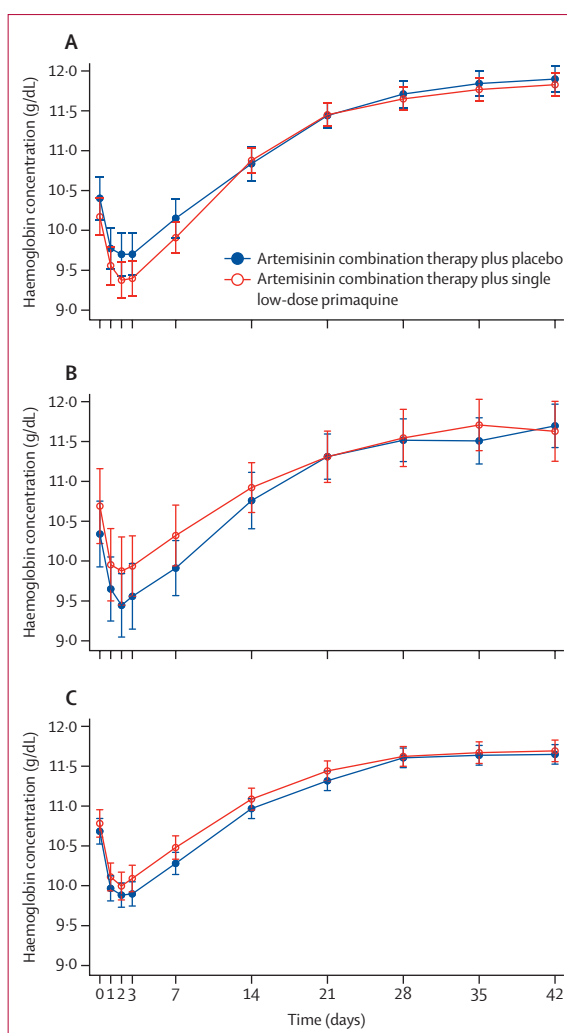 A
Haemoglobin concentration (g/dL)
12·0
11·5
11·0
10·5
10·0
9·5
9·0
Artemisinin combination therapy plus placebo
Artemisinin combination therapy plus single
low-dose primaquine
B
Haemoglobin concentration (g/dL)
12·0
11·5
11·0
10·5
10·0
9·5
9·0
C
Haemoglobin concentration (g/dL)
12·0
11·5
11·0
10·5
10·0
9·5
9·0
0 1 2 3 7 14 21 28 35 42
Time (days)